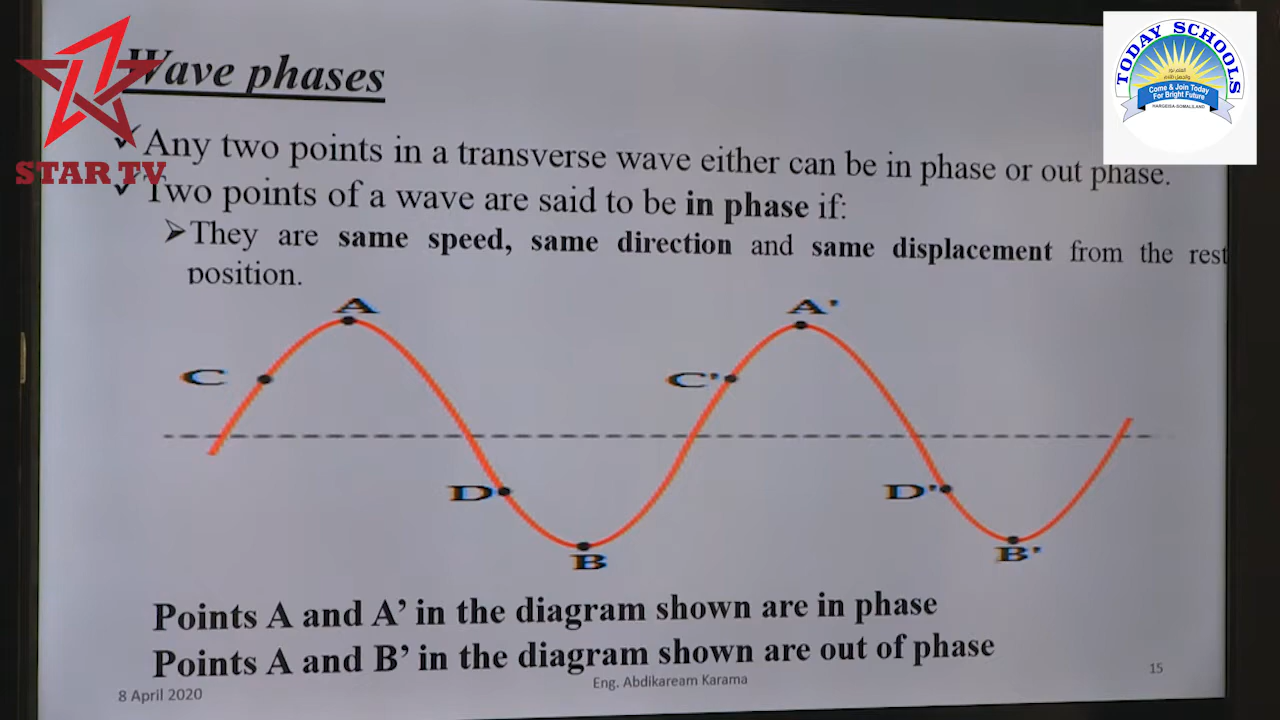 Wave phases
Any two points in a transverse wave either can be in phase or out phase.
Two points of a wave are said to be in phase if:
They are same speed, same direction and same displacement from the rest
position.
A
A'
C
C'
D
D'
B
B'
Points A and A’ in the diagram shown are in phase
Points A and B’ in the diagram shown are out of phase
8 April 2020
Eng. Abdikaream Karama
15
STAR TV
TODAY SCHOOLS
Come & Join Today
For Bright Future
HARGEISA-SOMALILAND